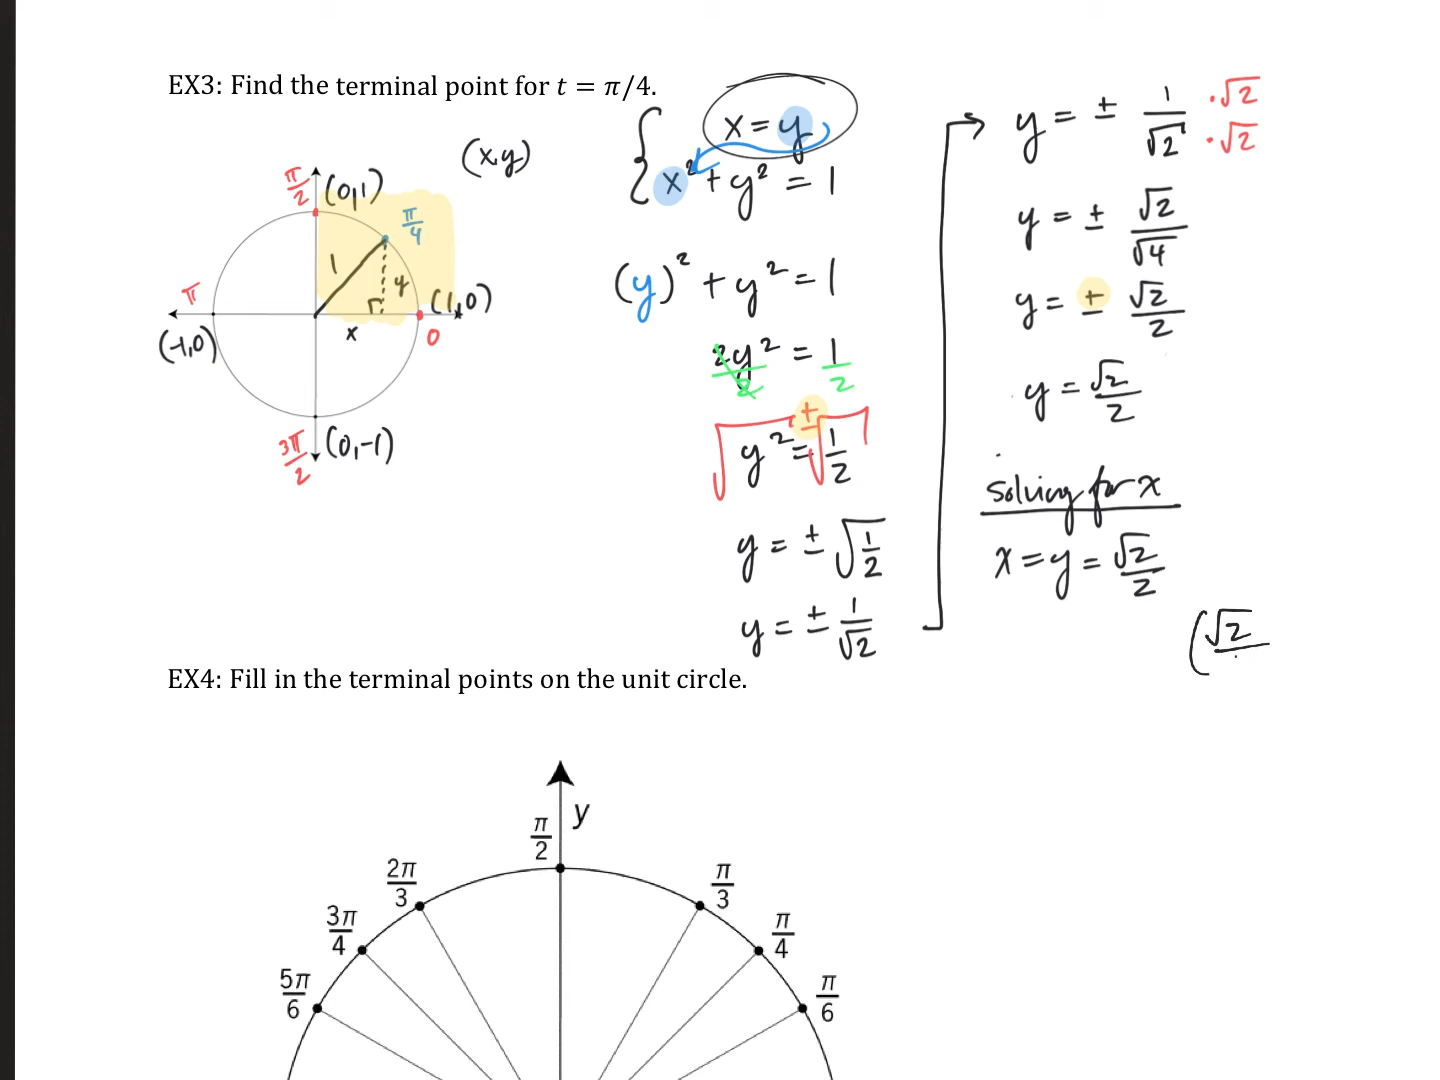 EX3: Find the terminal point for t = π/4.
(x,y)
π/2
(0,1)
π/4
1
y
x
π
(-1,0)
(1,0)
0
3π/2
(0,-1)
x = y
x² + y² = 1
(y)² + y² = 1
2y²/2 = 1/2
√y² = ±√1/2
y = ± √1/2
y = ± 1/√2
y = ± 1/√2 ·√2 ·√2
y = ± √2/√4
y = ± √2/2
y = √2/2
Solving for x
x = y = √2/2
(√2
EX4: Fill in the terminal points on the unit circle.
y
π/2
2π/3
π/3
3π/4
π/4
5π/6
π/6